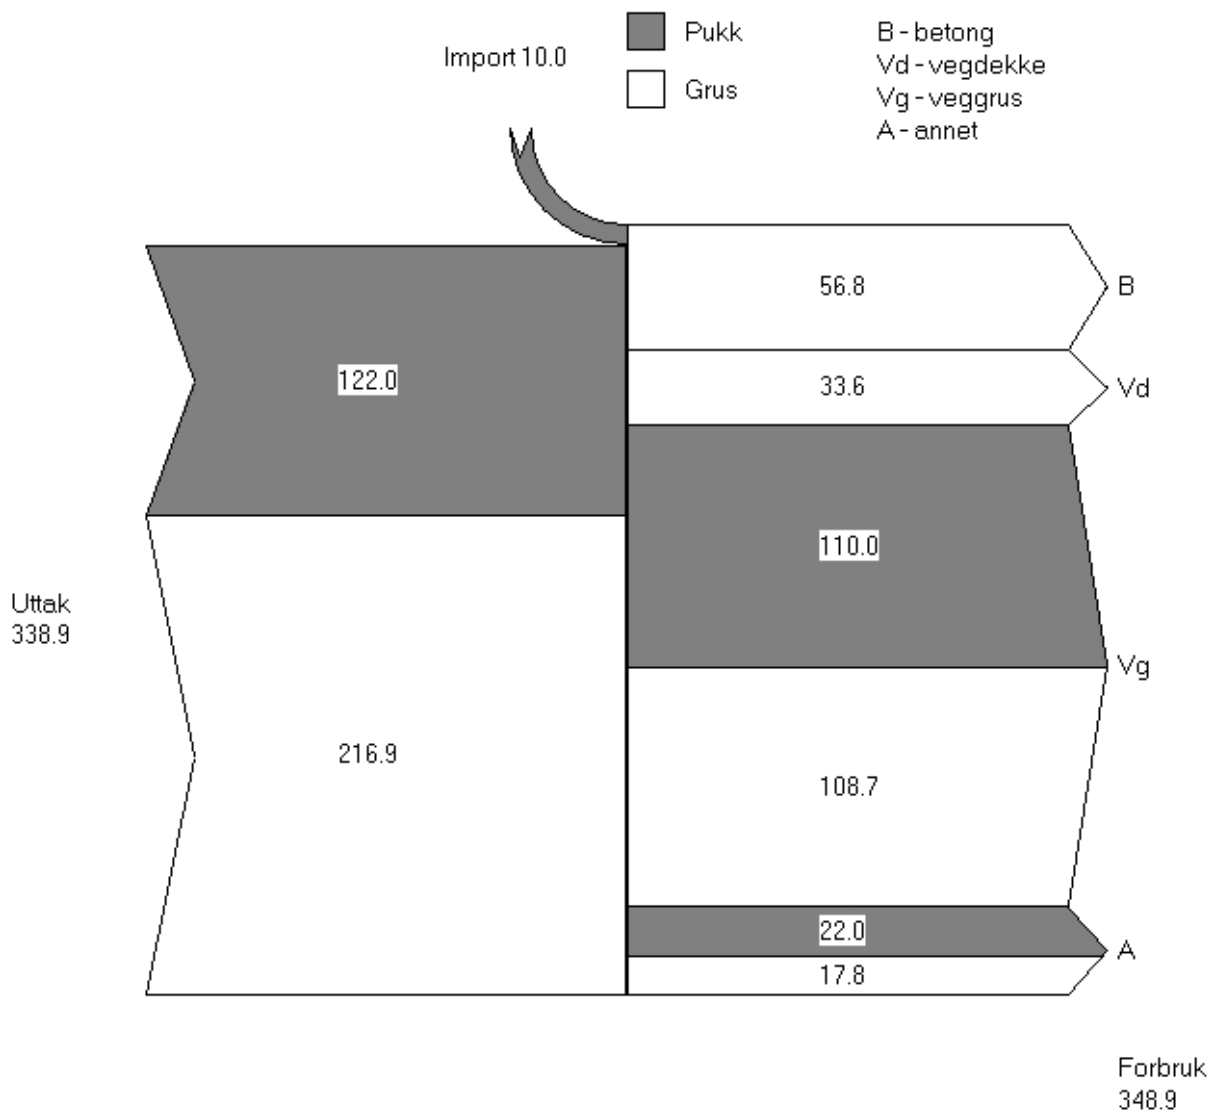 Import 10.0
Pukk
Grus
B - betong
Vd - vegdekke
Vg - veggrus
A - annet
56.8
B
33.6
Vd
122.0
110.0
Uttak
338.9
Vg
216.9
108.7
22.0
A
17.8
Forbruk
348.9